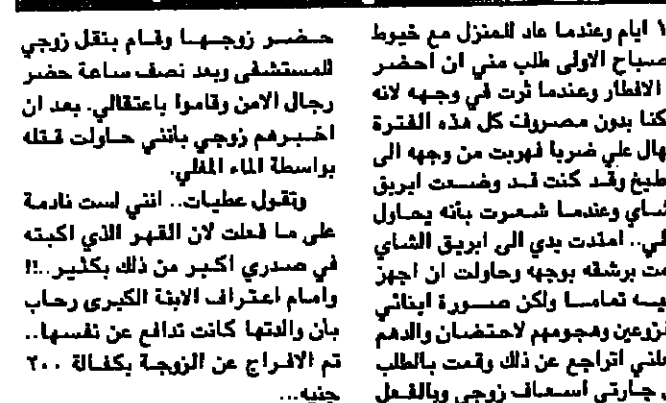 ١ ايام وعندما عاد للمنزل مع خيوط
صباح الاولى طلب مني ان احضر
الافطار وعندما ثرت في وجهه لانه
كنا بدون مصروف كل هذه الفترة
هال علي ضربا فهربت من وجهه الى
طبخ وقد كنت قد وضعت ابريق
شاي وعندما شعرت بأنه يحاول
لي.. امتدت يدي الى ابريق الشاي
مت برشقه بوجهه وحاولت ان اجهز
يه تماما ولكن صورة ابنائي
فزوعين وهجومهم لاحتضان والدهم
علني اتراجع عن ذلك وقمت بالطلب
جارتي اسعاف زوجي وبالفعل
حضر زوجها وقام بنقل زوجي
للمستشفى وبعد نصف ساعة حضر
رجال الامن وقاموا باعتقالي. بعد ان
اخبرهم زوجي بأنني حاولت قتله
بواسطة الماء المغلي.
وتقول عطيات.. انني لست نادمة
على ما فعلت لان القهر الذي اكبته
في صدري اكبر من ذلك بكثير..!!
وامام اعتراف الابنة الكبرى رحاب
بأن والدتها كانت تدافع عن نفسها..
تم الافراج عن الزوجة بكفالة ٢٠٠
جنيه...